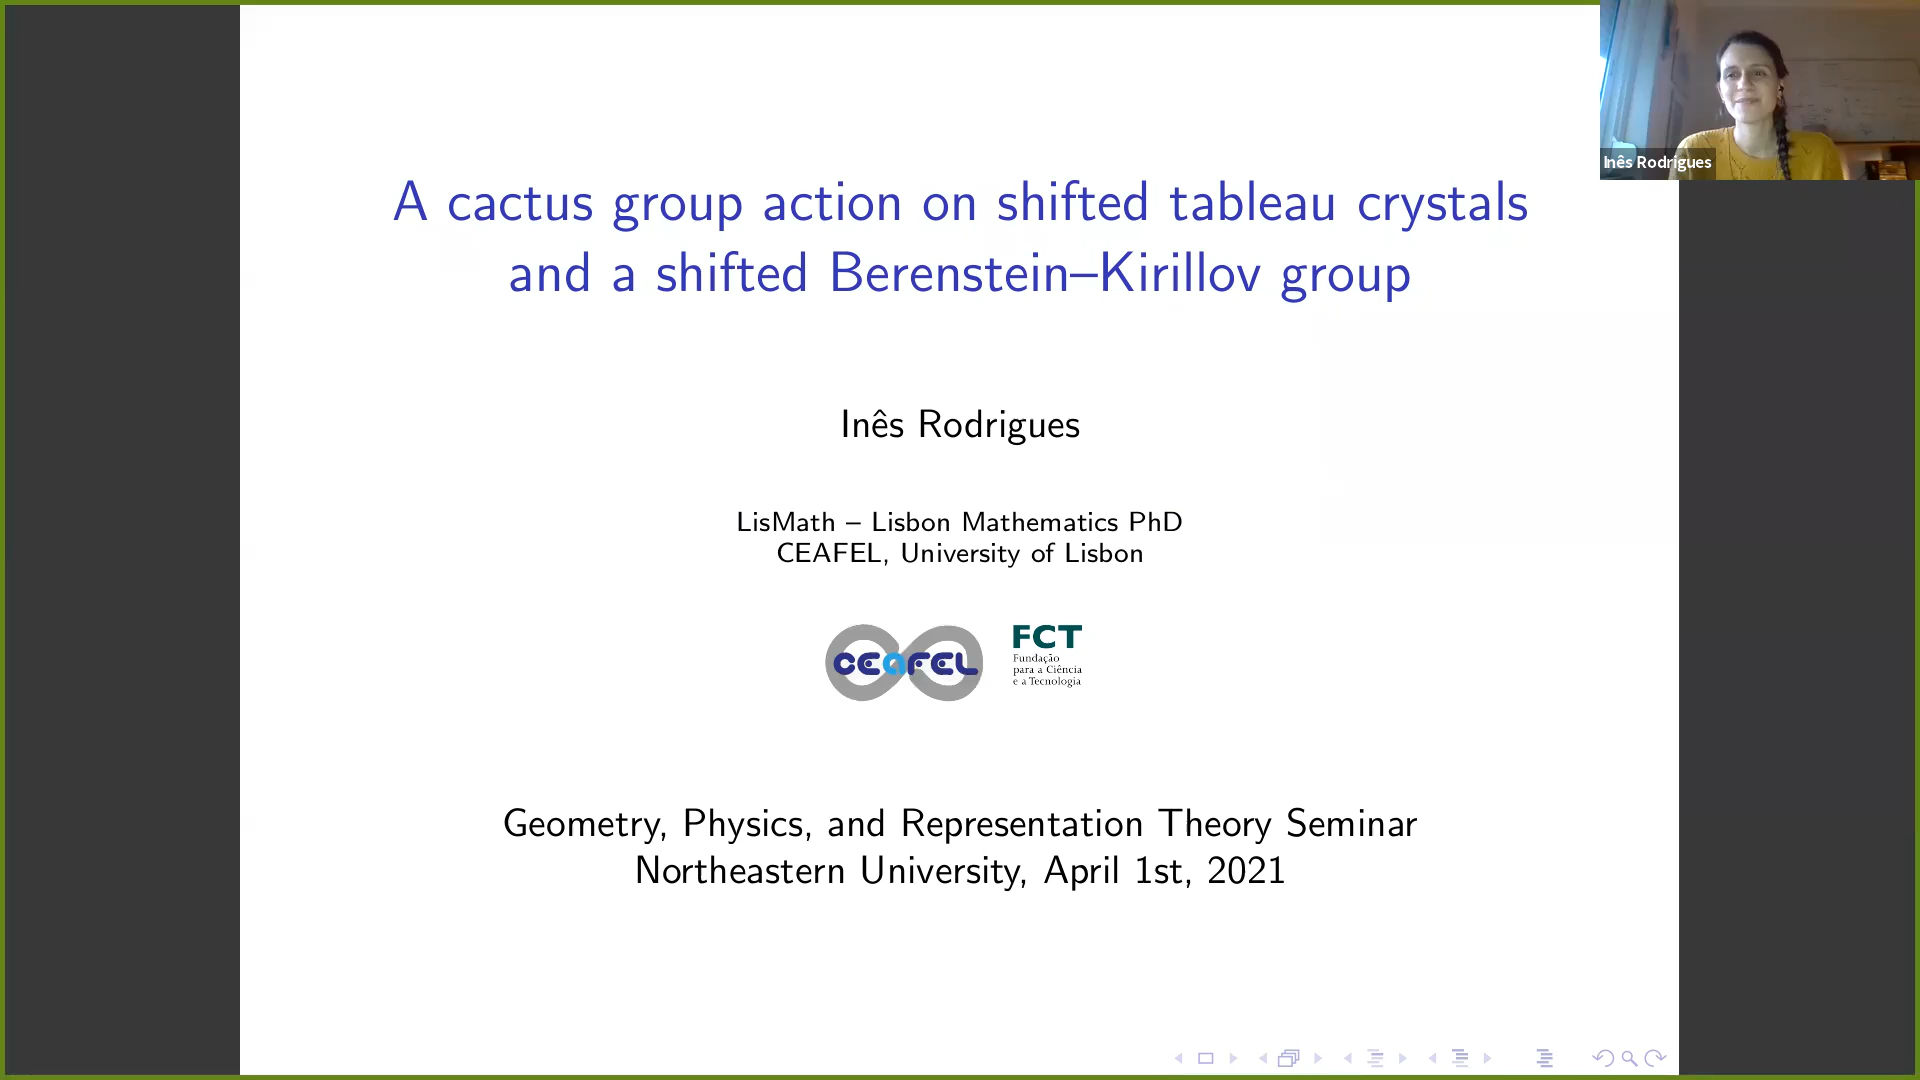 Inês Rodrigues
A cactus group action on shifted tableau crystals
and a shifted Berenstein–Kirillov group
Inês Rodrigues
LisMath – Lisbon Mathematics PhD
CEAFEL, University of Lisbon
CEAFEL
FCT
Fundação
para a Ciência
e a Tecnologia
Geometry, Physics, and Representation Theory Seminar
Northeastern University, April 1st, 2021